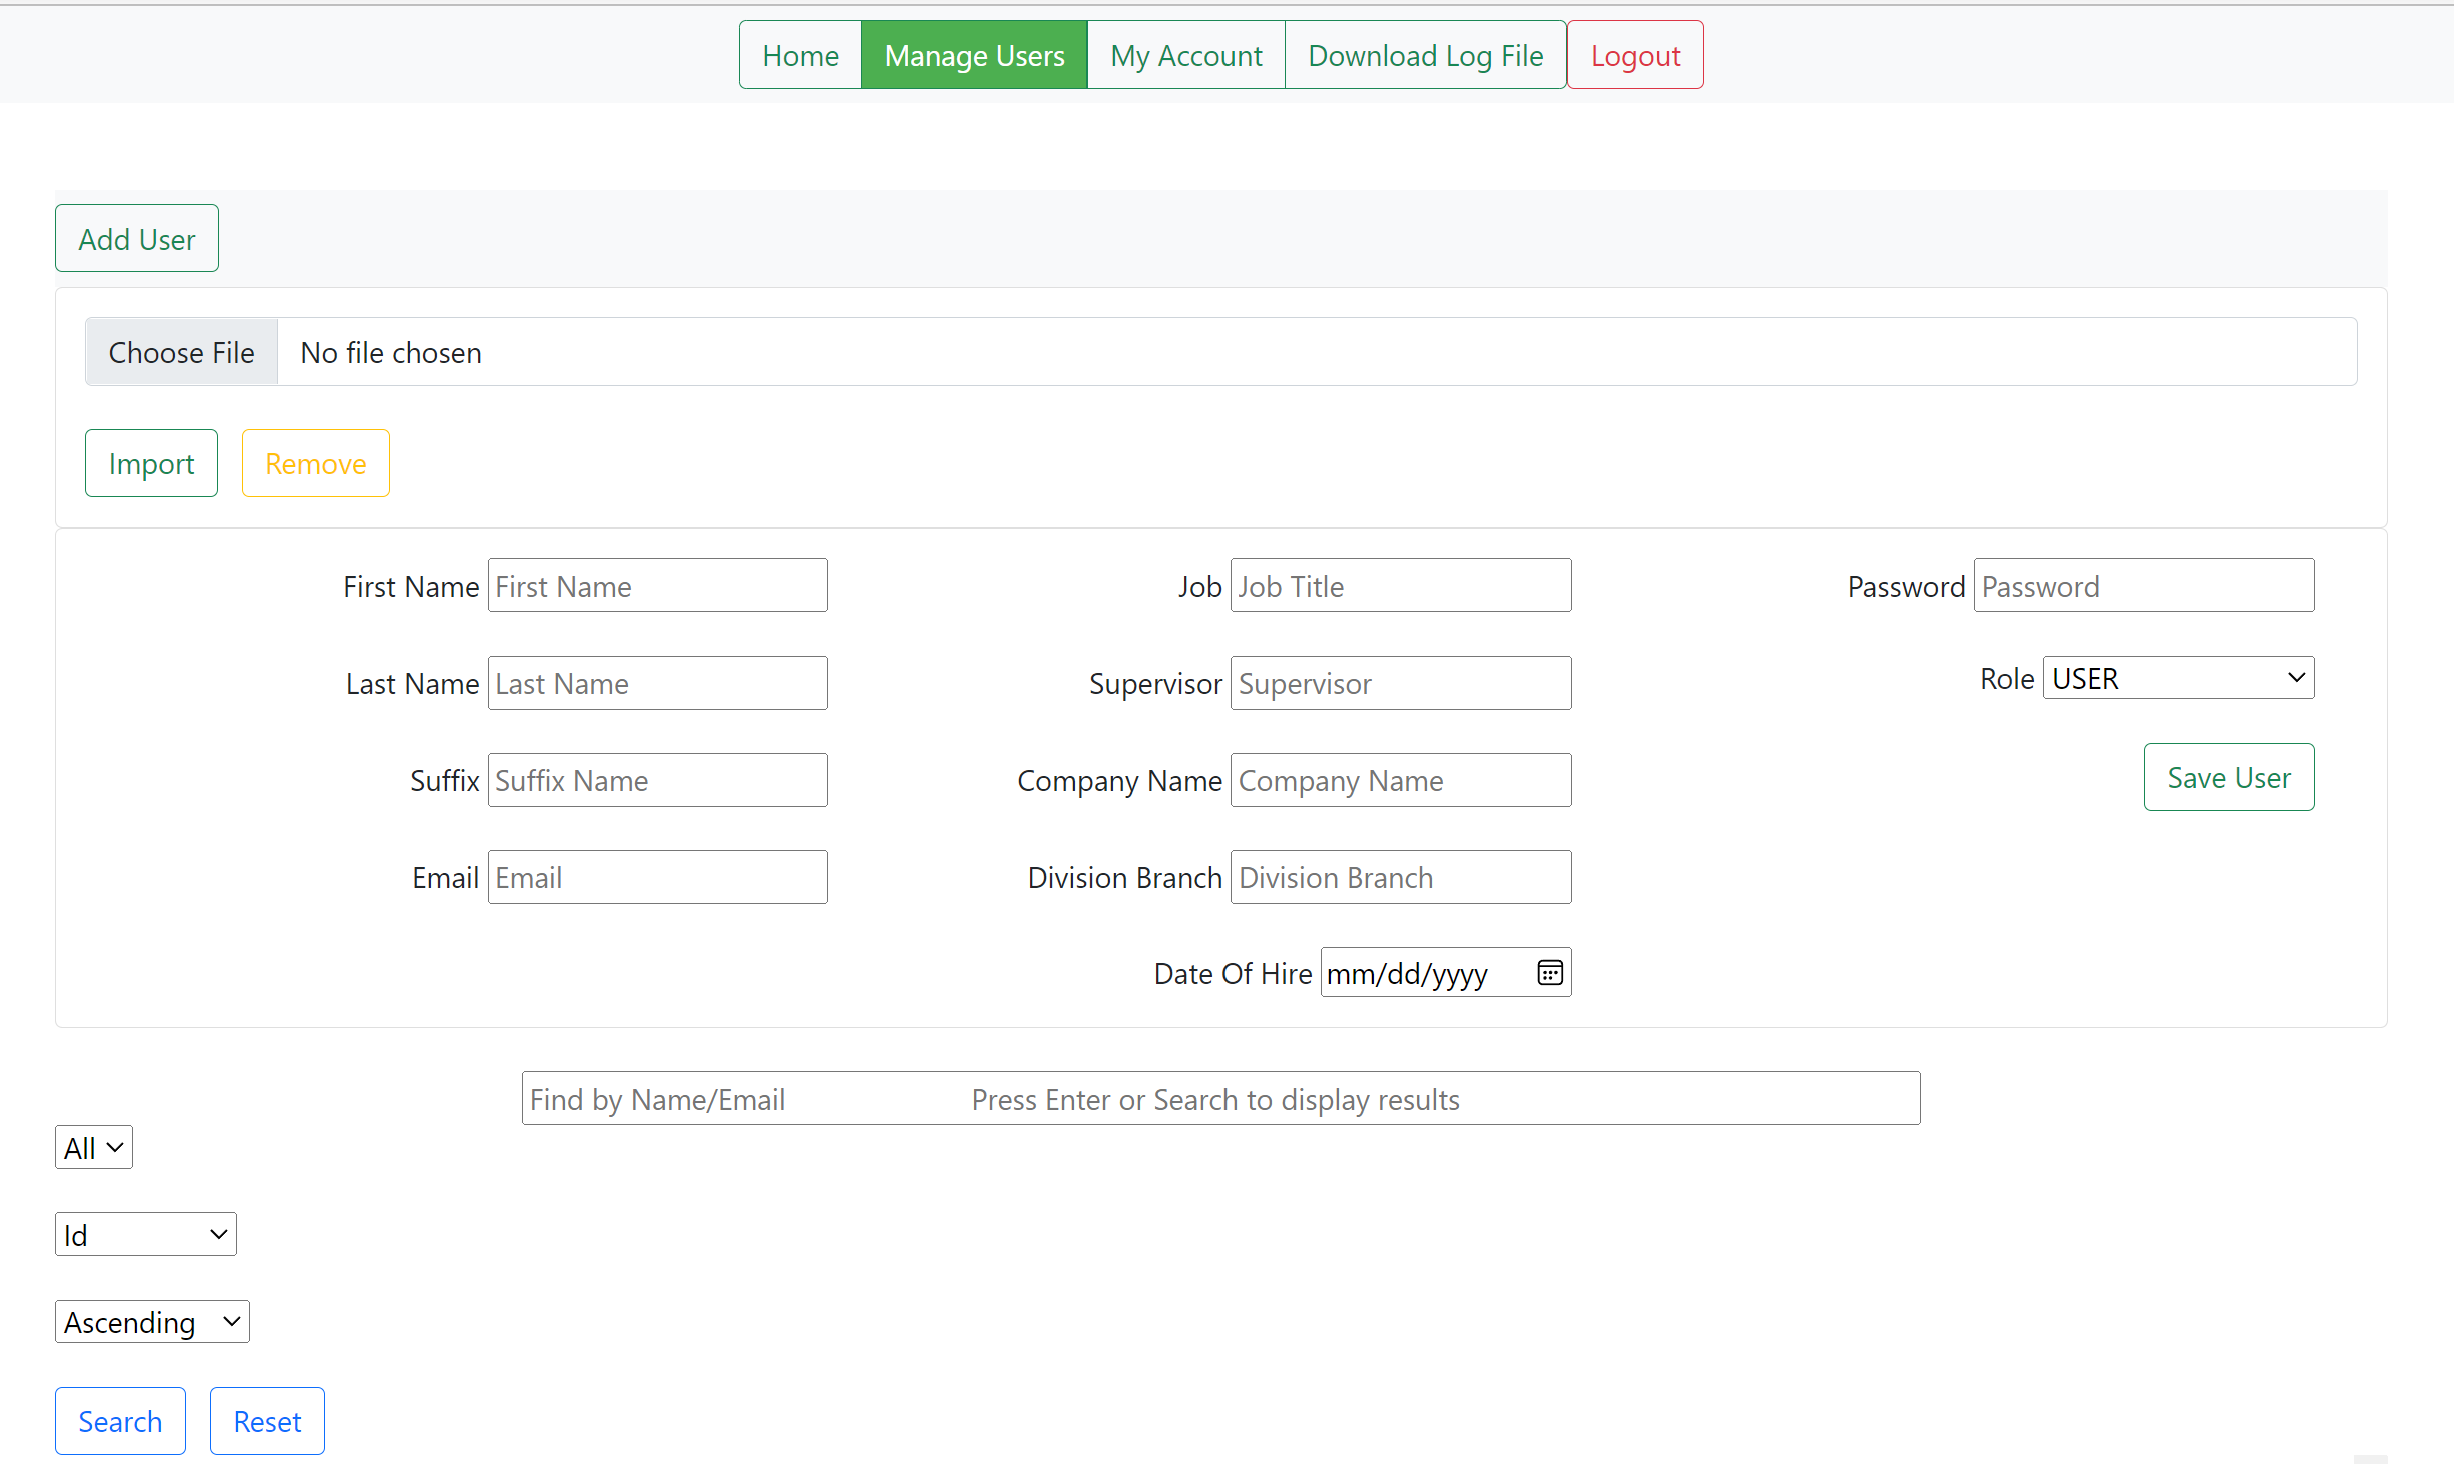 Home Manage Users My Account Download Log File Logout
Add User
Choose File No file chosen
Import Remove
First Name First Name Job Job Title Password Password
Last Name Last Name Supervisor Supervisor Role USER
Suffix Suffix Name Company Name Company Name Save User
Email Email Division Branch Division Branch
Date Of Hire mm/dd/yyyy
Find by Name/Email Press Enter or Search to display results
All
Id
Ascending
Search Reset